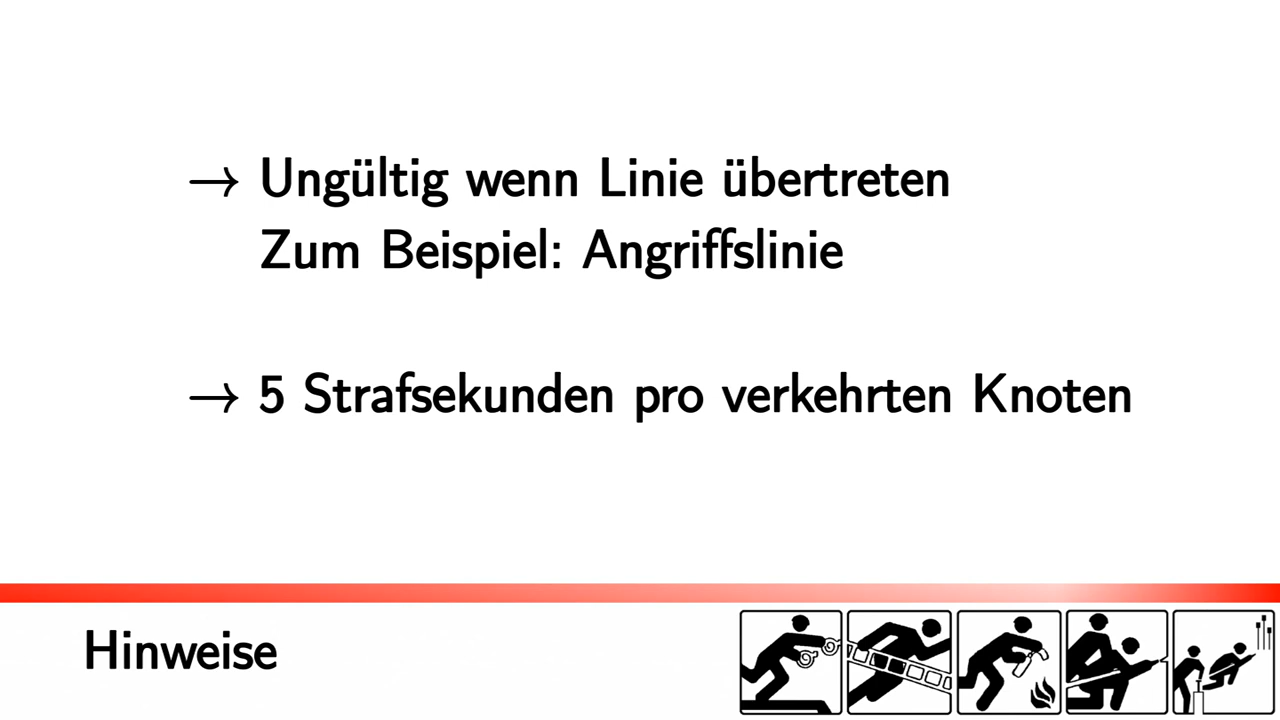 → Ungültig wenn Linie übertreten
Zum Beispiel: Angriffslinie
→ 5 Strafsekunden pro verkehrten Knoten
Hinweise